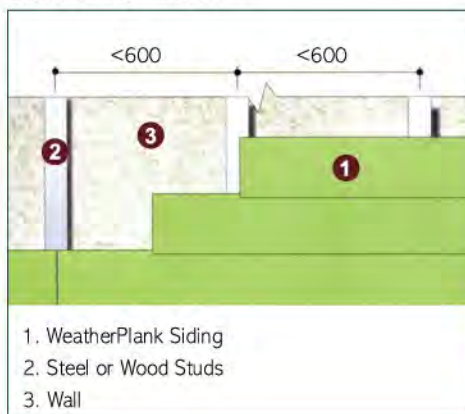 <600 <600
2 3
1
1. WeatherPlank Siding
2. Steel or Wood Studs
3. Wall